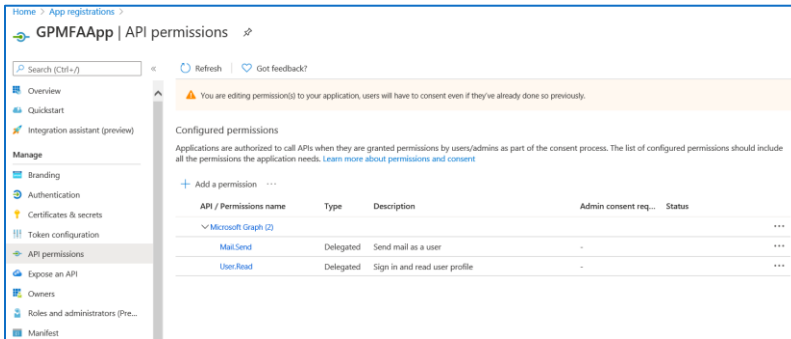 Home > App registrations >
GPMFAApp | API permissions
Search (Ctrl+/)
«
Refresh
Got feedback?
Overview
Quickstart
Integration assistant (preview)
Manage
Branding
Authentication
Certificates & secrets
Token configuration
API permissions
Expose an API
Owners
Roles and administrators (Pre...
Manifest
You are editing permission(s) to your application, users will have to consent even if they've already done so previously.
Configured permissions
Applications are authorized to call APIs when they are granted permissions by users/admins as part of the consent process. The list of configured permissions should include
all the permissions the application needs. Learn more about permissions and consent
+ Add a permission ...
API / Permissions name Type Description Admin consent req... Status
Microsoft Graph (2) ...
Mail.Send Delegated Send mail as a user - ...
User.Read Delegated Sign in and read user profile - ...